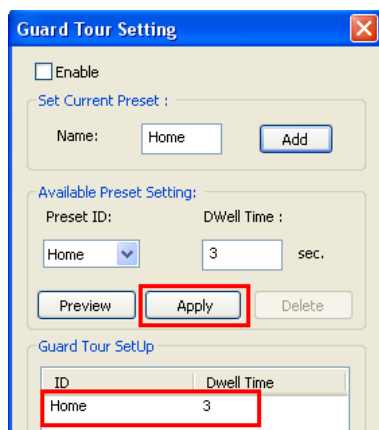 Guard Tour Setting
Enable
Set Current Preset :
Name: Home Add
Available Preset Setting:
Preset ID: DWell Time :
Home 3 sec.
Preview Apply Delete
Guard Tour SetUp
ID Dwell Time
Home 3